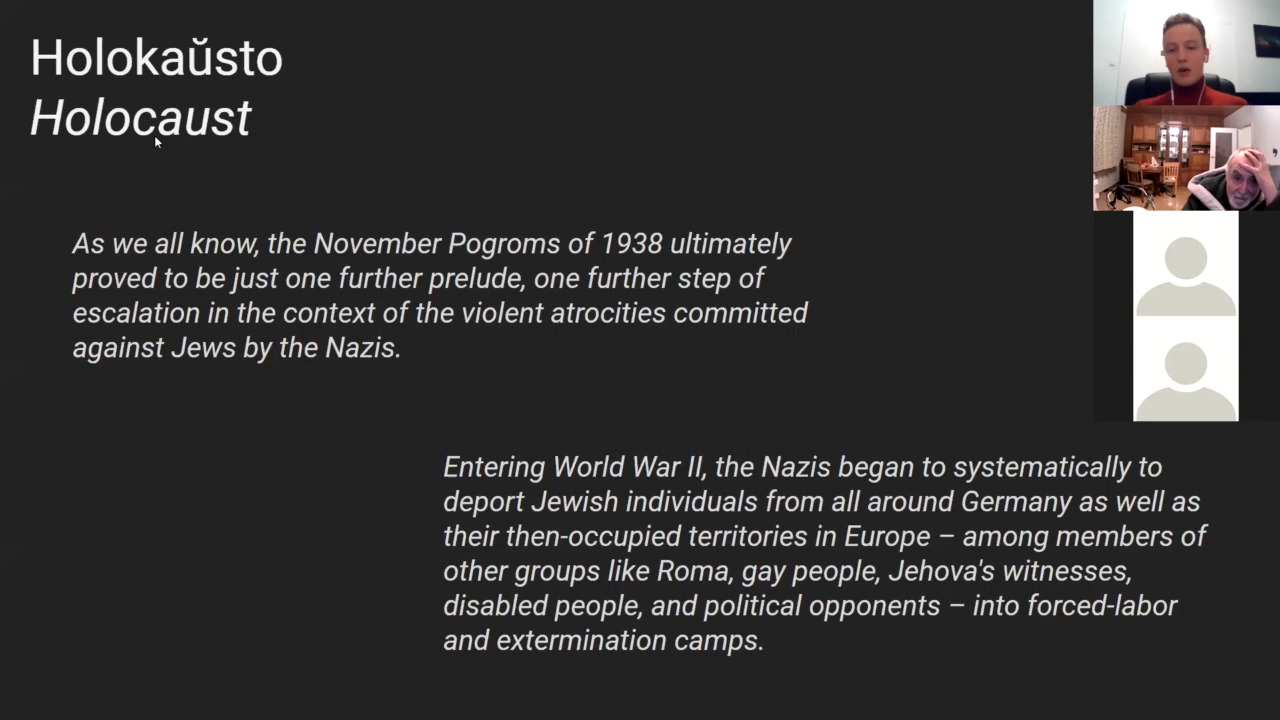 Holokaŭsto
Holocaust
As we all know, the November Pogroms of 1938 ultimately
proved to be just one further prelude, one further step of
escalation in the context of the violent atrocities committed
against Jews by the Nazis.
Entering World War II, the Nazis began to systematically to
deport Jewish individuals from all around Germany as well as
their then-occupied territories in Europe – among members of
other groups like Roma, gay people, Jehova's witnesses,
disabled people, and political opponents – into forced-labor
and extermination camps.